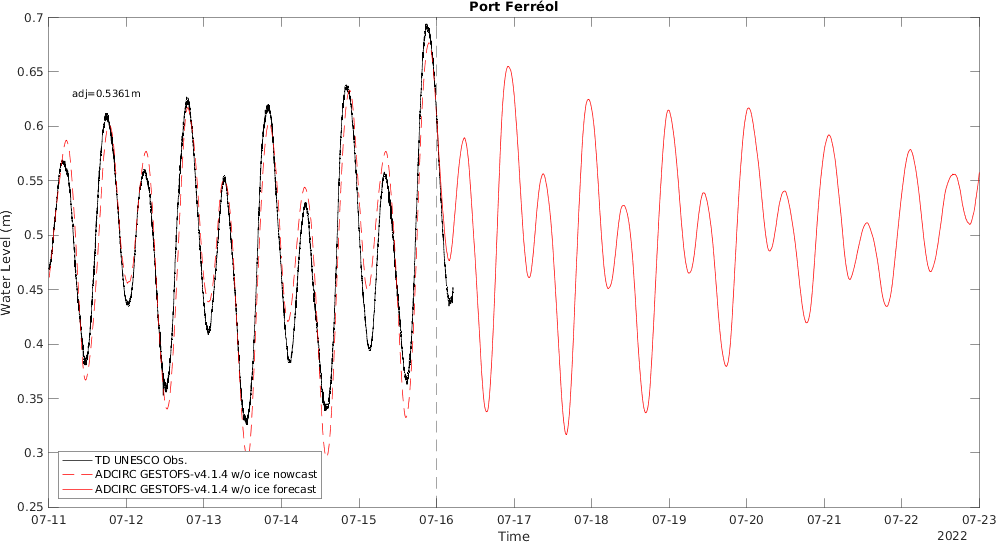 Port Ferréol
0.7
0.65
0.6
0.55
0.5
0.45
0.4
0.35
0.3
0.25
Water Level (m)
adj=0.5361m
TD UNESCO Obs.
ADCIRC GESTOFS-v4.1.4 w/o ice nowcast
ADCIRC GESTOFS-v4.1.4 w/o ice forecast
07-11 07-12 07-13 07-14 07-15 07-16 07-17 07-18 07-19 07-20 07-21 07-22 07-23
Time
2022